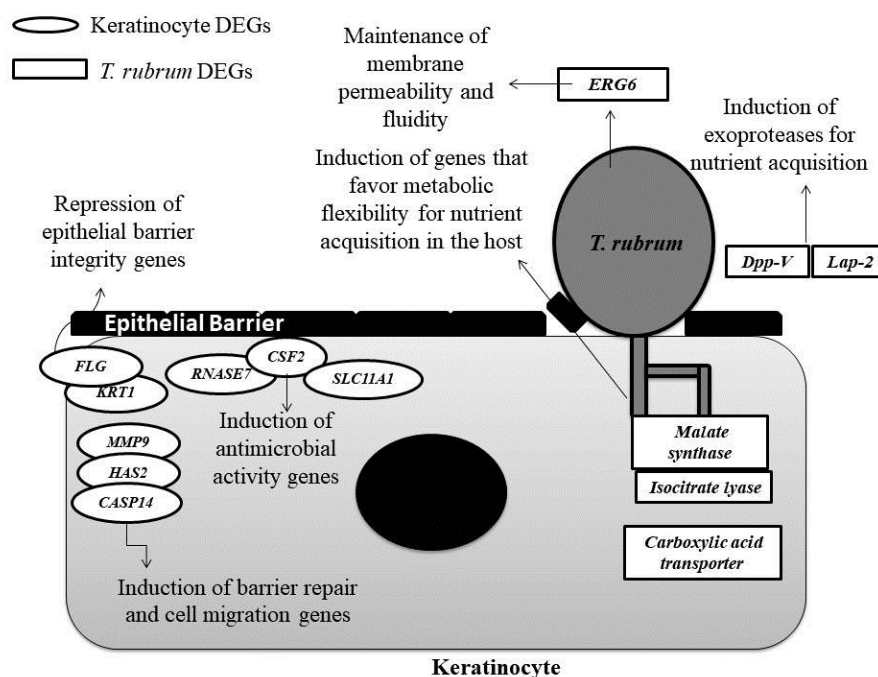 Keratinocyte DEGs
T. rubrum DEGs
Maintenance of
membrane
permeability and
fluidity
ERG6
Induction of
exoproteases for
nutrient acquisition
Induction of genes that
favor metabolic
flexibility for nutrient
acquisition in the host
Repression of
epithelial barrier
integrity genes
T. rubrum
Dpp-V
Lap-2
Epithelial Barrier
FLG
KRT1
RNASE7
CSF2
SLC11A1
Induction of
antimicrobial
activity genes
MMP9
HAS2
CASP14
Induction of barrier repair
and cell migration genes
Malate
synthase
Isocitrate lyase
Carboxylic acid
transporter
Keratinocyte